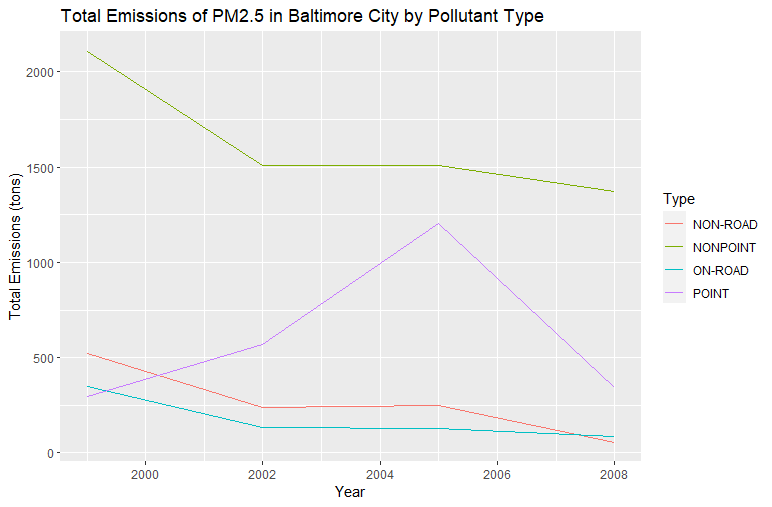 Total Emissions of PM2.5 in Baltimore City by Pollutant Type
Total Emissions (tons)
2000
1500
1000
500
0
2000
2002
2004
2006
2008
Year
Type
NON-ROAD
NONPOINT
ON-ROAD
POINT